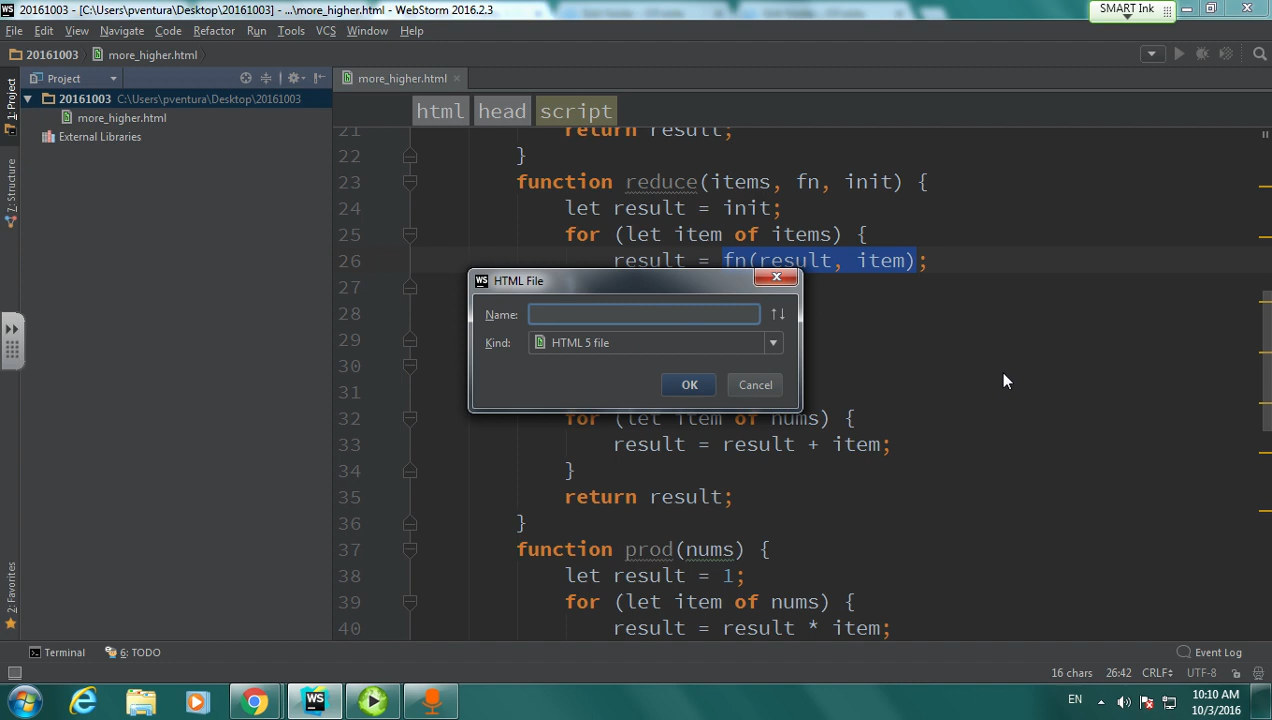 20161003 - [C:\Users\pventura\Desktop\20161003] - ...\more_higher.html - WebStorm 2016.2.3
SMART Ink
File Edit View Navigate Code Refactor Run Tools VCS Window Help
20161003 more_higher.html
Project
more_higher.html
1: Project
20161003 C:\Users\pventura\Desktop\20161003
more_higher.html
External Libraries
7: Structure
2: Favorites
html head script
21 return result;
22 }
23 function reduce(items, fn, init) {
24 let result = init;
25 for (let item of items) {
26 result = fn(result, item);
27
28
29
30
31
32 for (let item of nums) {
33 result = result + item;
34 }
35 return result;
36 }
37 function prod(nums) {
38 let result = 1;
39 for (let item of nums) {
40 result = result * item;
WS HTML File
Name:
Kind: HTML 5 file
OK Cancel
Terminal 6: TODO Event Log
16 chars 26:42 CRLF UTF-8
WS
EN
10:10 AM
10/3/2016